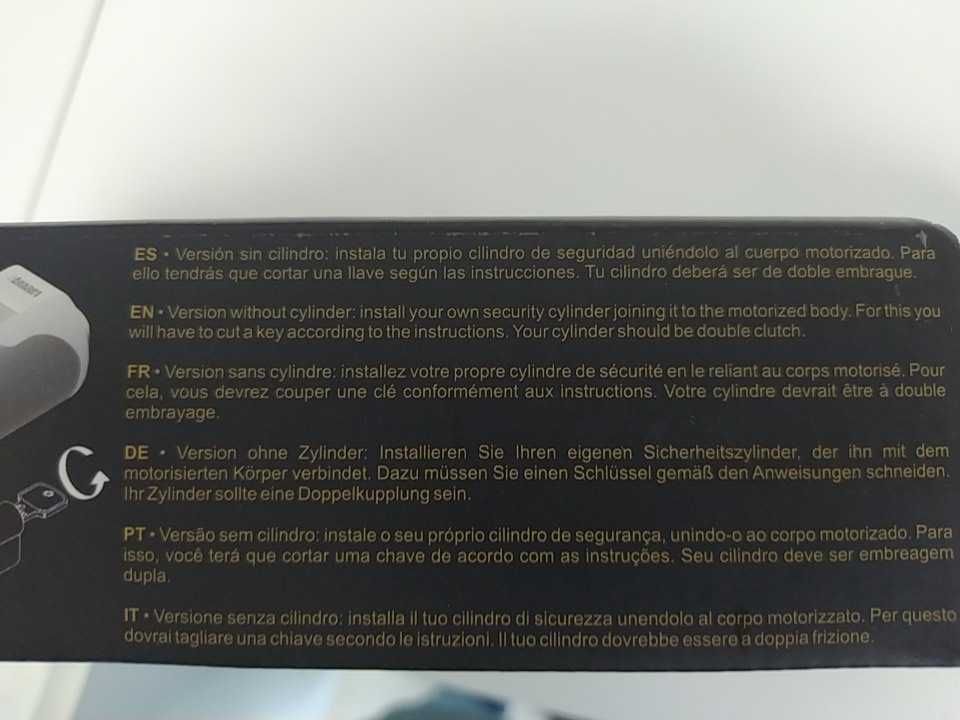 ES • Versión sin cilindro: instala tu propio cilindro de seguridad uniéndolo al cuerpo motorizado. Para
ello tendrás que cortar una llave según las instrucciones. Tu cilindro deberá ser de doble embrague.
EN • Version without cylinder: install your own security cylinder joining it to the motorized body. For this you
will have to cut a key according to the instructions. Your cylinder should be double clutch.
FR • Version sans cylindre: installez votre propre cylindre de sécurité en le reliant au corps motorisé. Pour
cela, vous devrez couper une clé conformément aux instructions. Votre cylindre devrait être à double
embrayage.
DE • Version ohne Zylinder: Installieren Sie Ihren eigenen Sicherheitszylinder, der ihn mit dem
motorisierten Körper verbindet. Dazu müssen Sie einen Schlüssel gemäß den Anweisungen schneiden.
Ihr Zylinder sollte eine Doppelkupplung sein.
PT • Versão sem cilindro: instale o seu próprio cilindro de segurança, unindo-o ao corpo motorizado. Para
isso, você terá que cortar uma chave de acordo com as instruções. Seu cilindro deve ser embreagem
dupla.
IT • Versione senza cilindro: installa il tuo cilindro di sicurezza unendolo al corpo motorizzato. Per questo
dovrai tagliare una chiave secondo le istruzioni. Il tuo cilindro dovrebbe essere a doppia frizione.